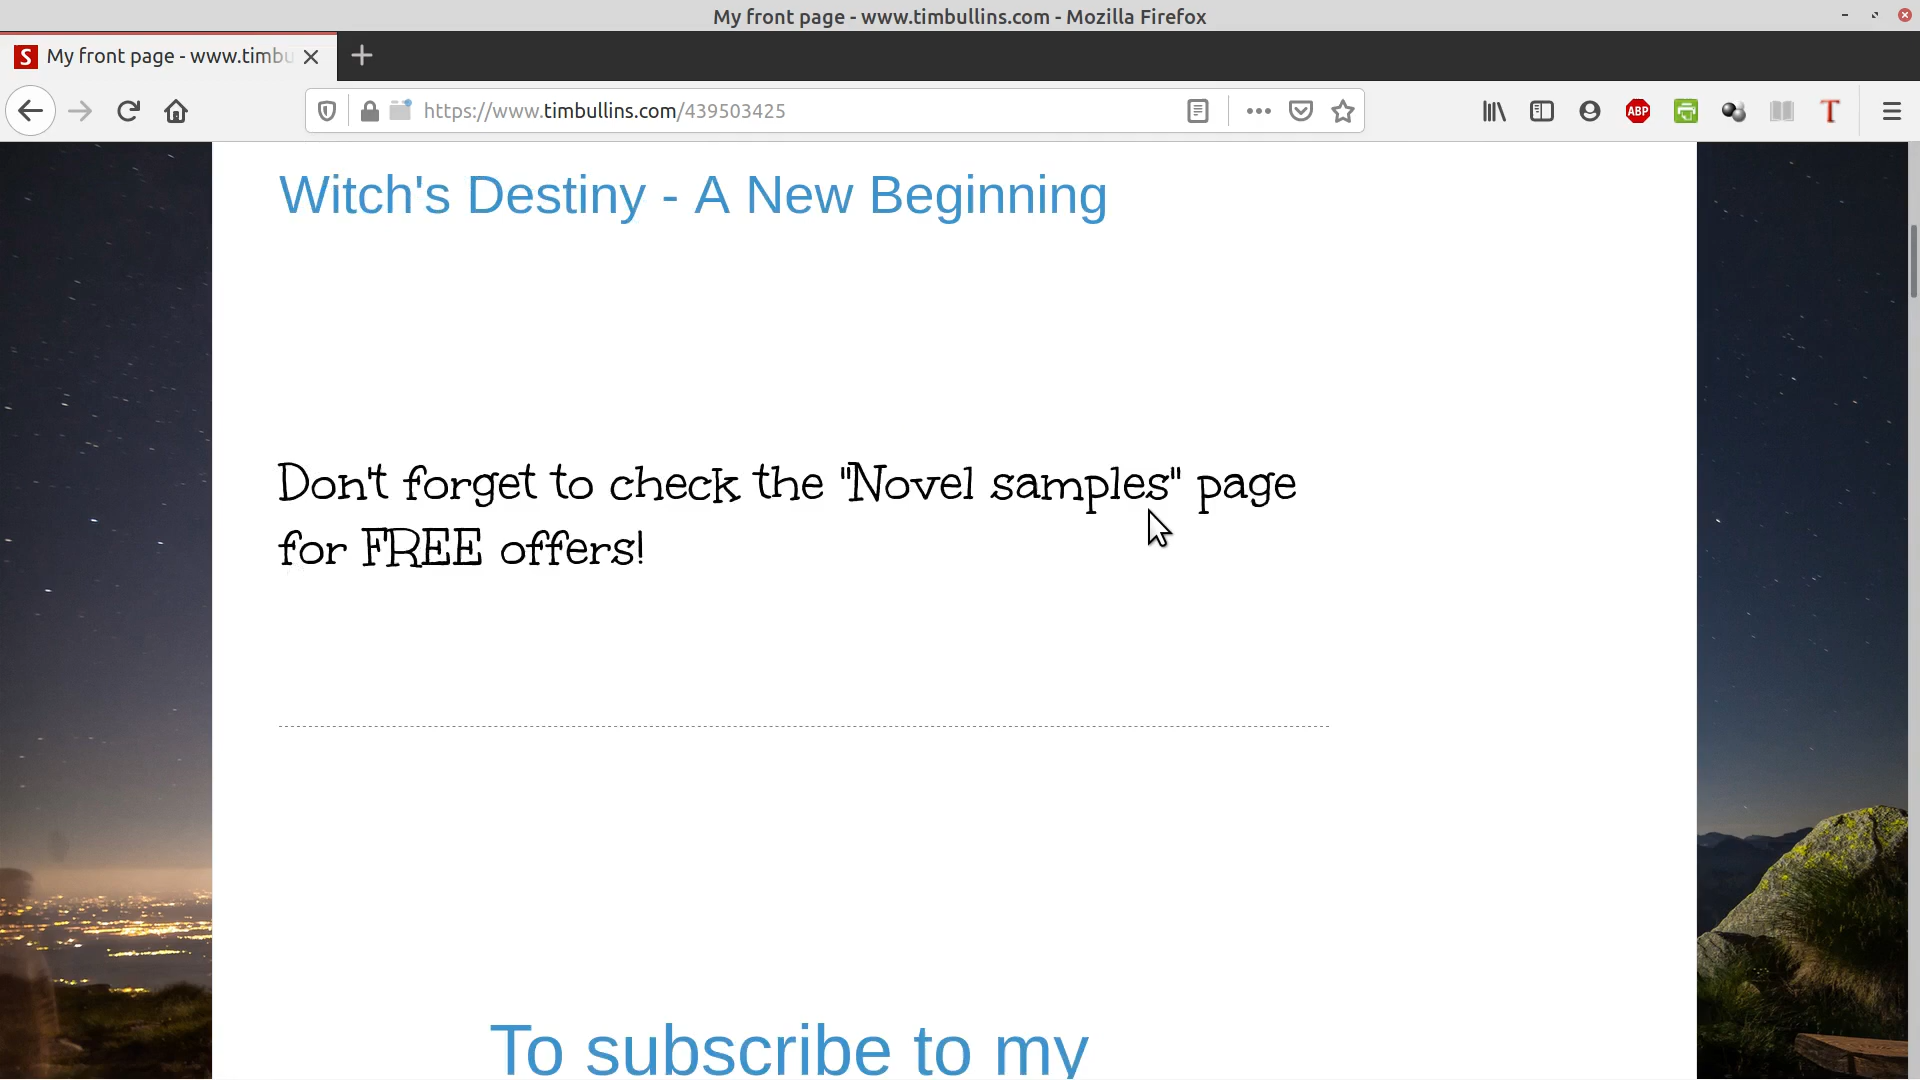 My front page - www.timbullins.com - Mozilla Firefox
S My front page - www.timbu
https://www.timbullins.com/439503425
ABP
T
Witch's Destiny - A New Beginning
Don't forget to check the "Novel samples" page
for FREE offers!
To subscribe to my